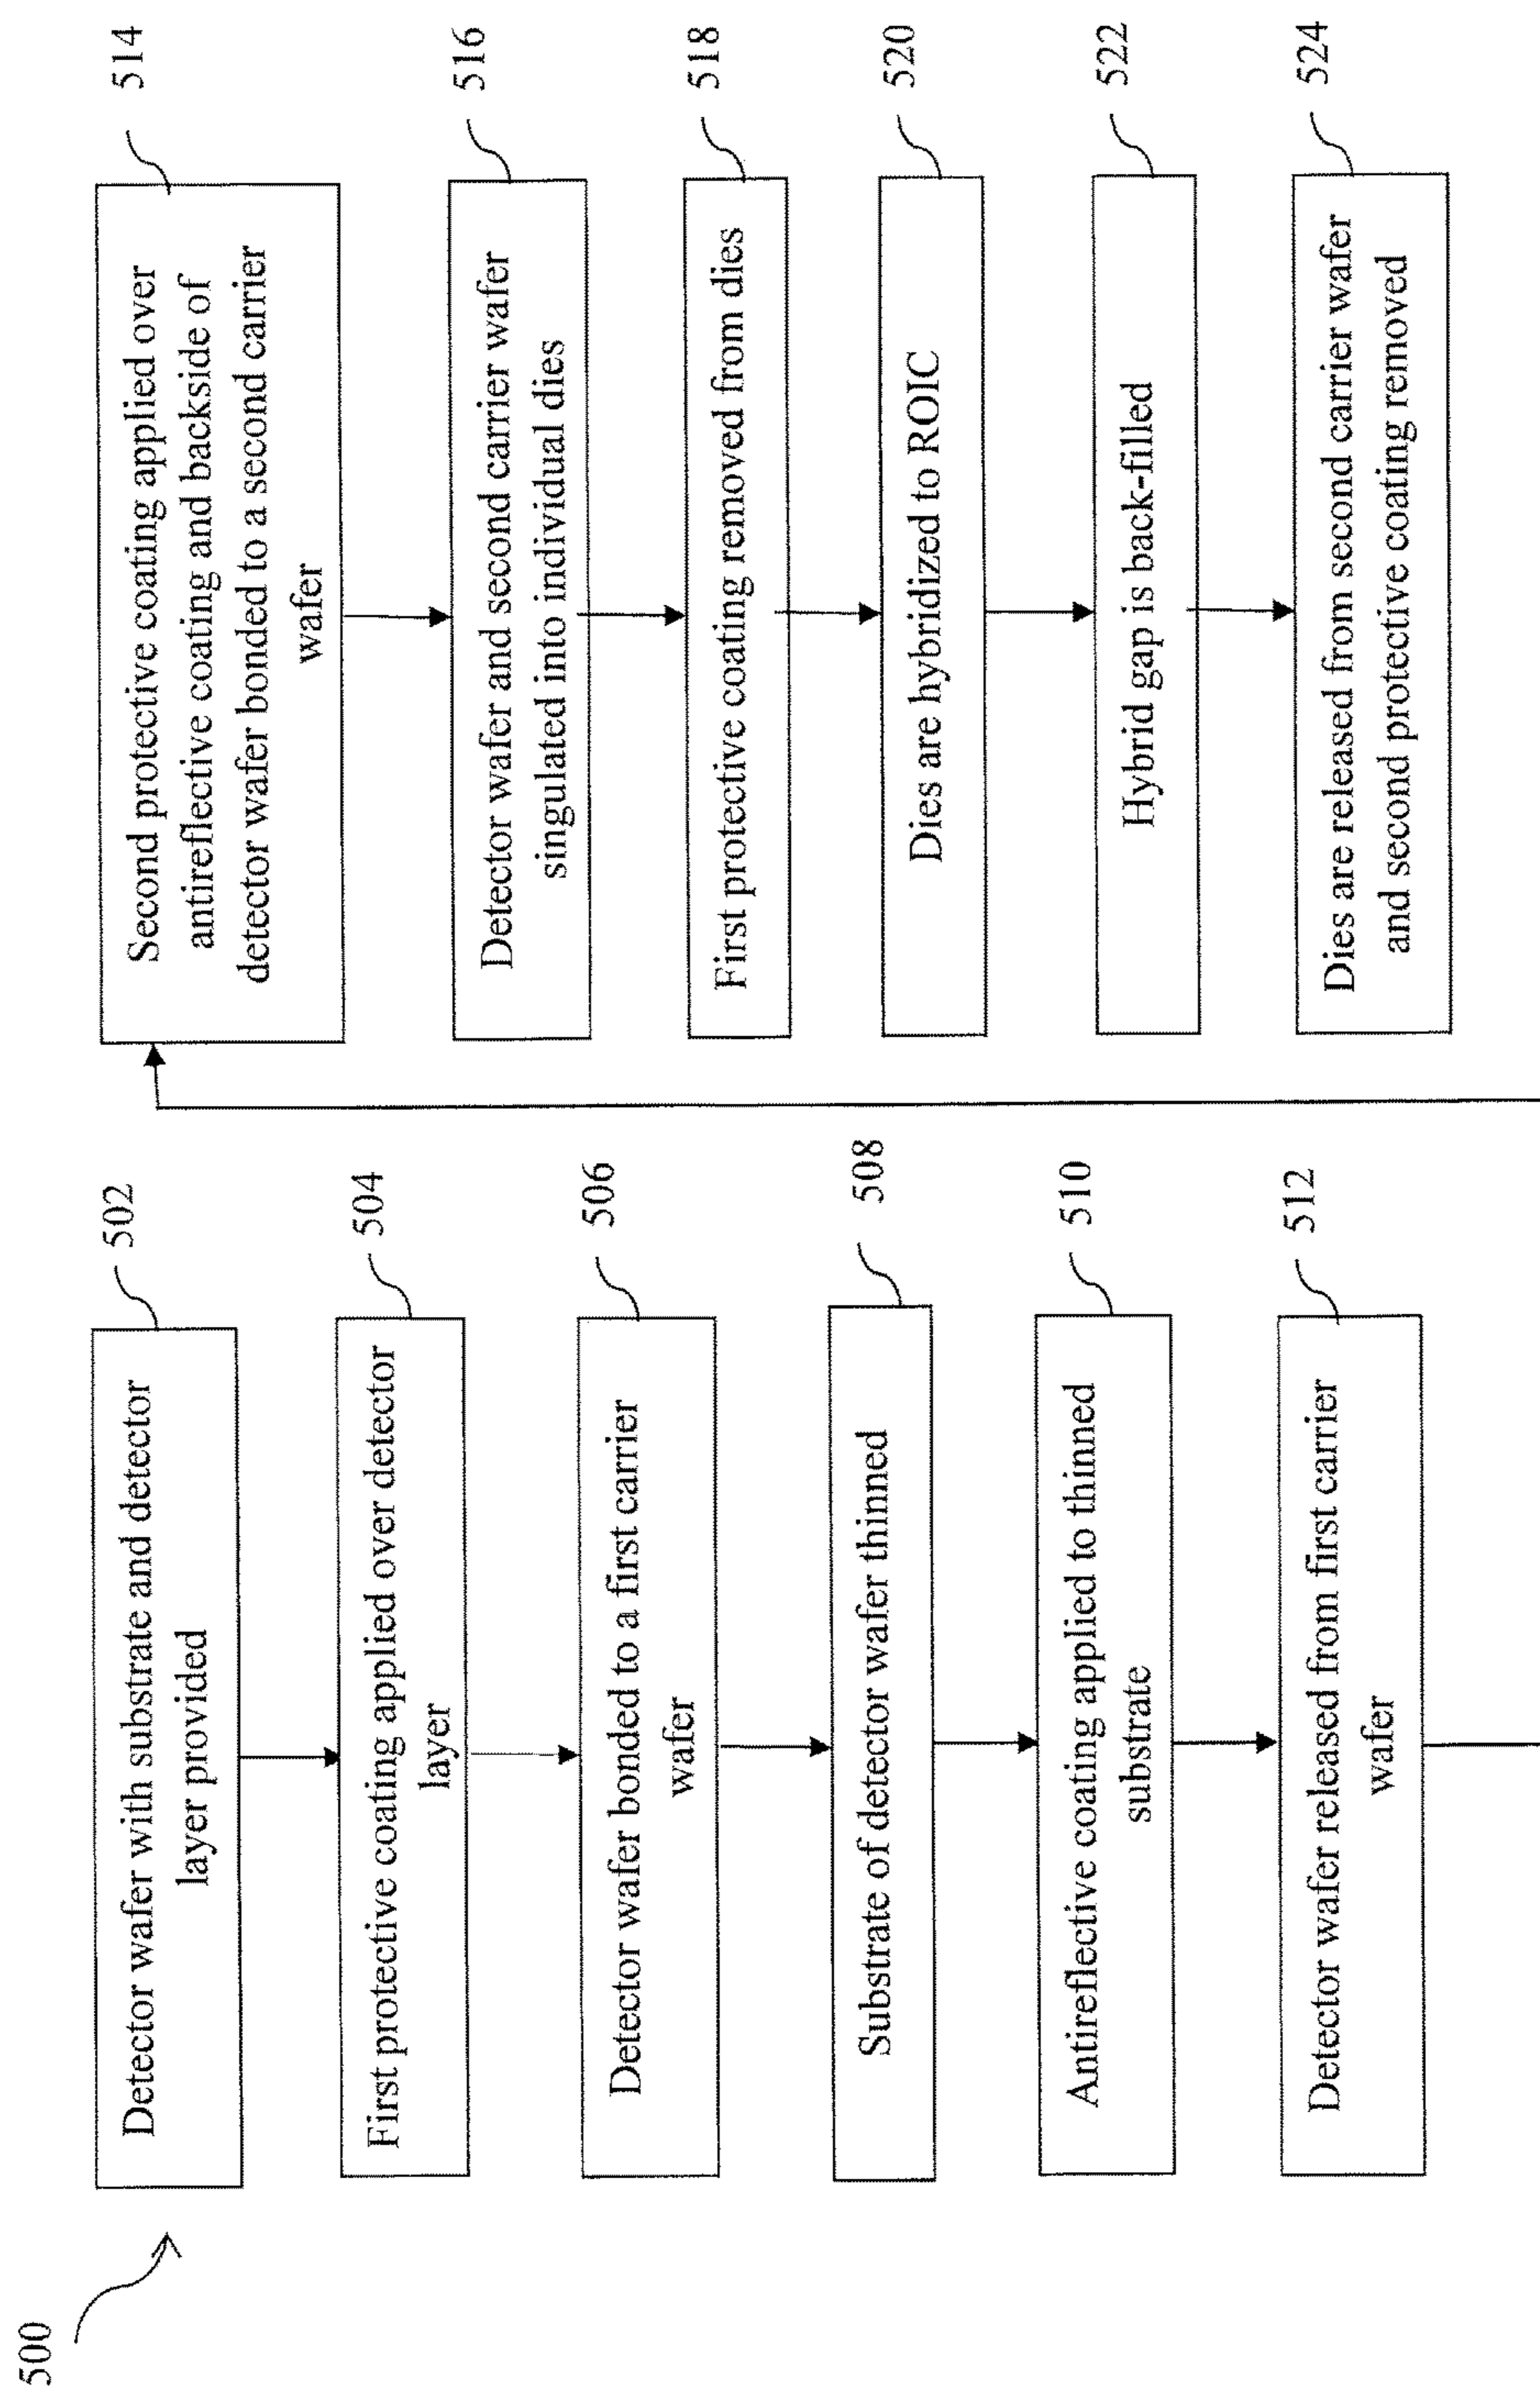 500
Detector wafer with substrate and detector
layer provided
502
First protective coating applied over detector
layer
504
Detector wafer bonded to a first carrier
wafer
506
Substrate of detector wafer thinned
508
Antireflective coating applied to thinned
substrate
510
Detector wafer released from first carrier
wafer
512
Second protective coating applied over
antireflective coating and backside of
detector wafer bonded to a second carrier
wafer
514
Detector wafer and second carrier wafer
singulated into individual dies
516
First protective coating removed from dies
518
Dies are hybridized to ROIC
520
Hybrid gap is back-filled
522
Dies are released from second carrier wafer
and second protective coating removed
524